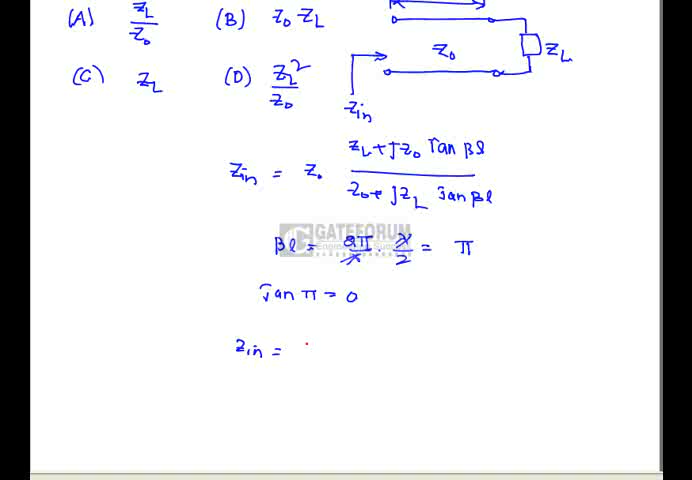 (A) Z_L/Z_0 (B) Z_0 Z_L
(C) Z_L (D) Z_L^2/Z_0
Z_0
Z_L
Z_in
Z_in = Z_0 (Z_L + jZ_0 Tan βl)/(Z_0 + jZ_L Tan βl)
GATEFORUM
βl = 2π/λ · λ/2 = π
Tan π = 0
Z_in =